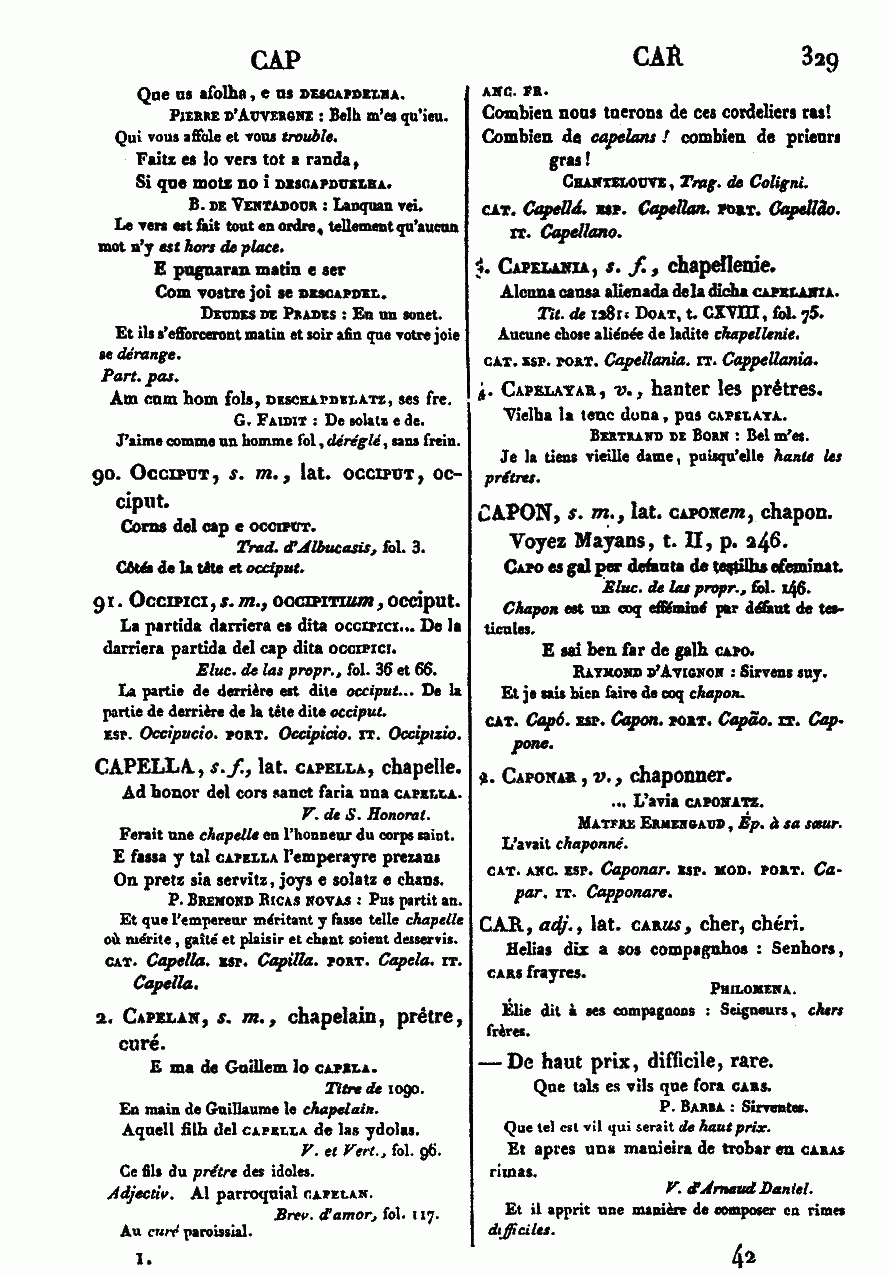 CAP
Que us afolha, e us DESCAPDELHA.
PIERRE D'AUVERGNE : Belh m'es qu'ieu.
Qui vous affole et vous trouble.
Faitz es lo vers tot a randa,
Si que motz no i DESCAPDUELHA.
B. DE VENTADOUR : Lanquan vei.
Le vers est fait tout en ordre, tellement qu'aucun
mot n'y est hors de place.
E pugnaran matin e ser
Com vostre joi se DESCAPDEL.
DEUDES DE PRADES : En un sonet.
Et ils s'efforceront matin et soir afin que votre joie
se dérange.
Part. pas.
Am cum hom fols, DESCHAPDELATZ, ses fre.
G. FAIDIT : De solatz e de.
J'aime comme un homme fol, déréglé, sans frein.
90. OCCIPUT, s. m., lat. OCCIPUT, oc-
ciput.
Corns del cap e OCCIPUT.
Trad. d'Albucasis, fol. 3.
Côtés de la tête et occiput.
91. OCCIPICI, s. m., OCCIPITIum, occiput.
La partida darriera es dita OCCIPICI... De la
darriera partida del cap dita OCCIPICI.
Eluc. de las propr., fol. 36 et 66.
La partie de derrière est dite occiput... De la
partie de derrière de la tête dite occiput.
ESP. Occipucio. PORT. Occipicio. IT. Occipizio.
CAPELLA, s. f., lat. CAPELLA, chapelle.
Ad honor del cors sanct faria una CAPELLA.
V. de S. Honorat.
Ferait une chapelle en l'honneur du corps saint.
E fassa y tal CAPELLA l'emperayre prezans
On pretz sia servitz, joys e solatz e chans.
P. BREMOND RICAS NOVAS : Pus partit an.
Et que l'empereur méritant y fasse telle chapelle
où mérite, gaîté et plaisir et chant soient desservis.
CAT. Capella. ESP. Capilla. PORT. Capela. IT.
Capella.
2. CAPELAN, s. m., chapelain, prêtre,
curé.
E ma de Guillem lo CAPELA.
Titre de 1090.
En main de Guillaume le chapelain.
Aquell filh del CAPELLA de las ydolas.
V. et Vert., fol. 96.
Ce fils du prêtre des idoles.
Adjectiv. Al parroquial CAPELAN.
Brev. d'amor, fol. 117.
Au curé paroissial.
I.
CAR 329
ANC. FR.
Combien nous tuerons de ces cordeliers ras!
Combien de capelans! combien de prieurs
gras!
CHANTELOUVE, Trag. de Coligni.
CAT. Capellá. ESP. Capellan. PORT. Capellão.
IT. Capellano.
3. CAPELANIA, s. f., chapellenie.
Alcuna causa alienada de la dicha CAPELANIA.
Tit. de 1281. DOAT, t. CXVIII, fol. 75.
Aucune chose aliénée de ladite chapellenie.
CAT. ESP. PORT. Capellania. IT. Cappellania.
4. CAPELAYAR, v., hanter les prêtres.
Vielha la tenc dona, pus CAPELAYA.
BERTRAND DE BORN : Bel m'es.
Je la tiens vieille dame, puisqu'elle hante les
prêtres.
CAPON, s. m., lat. CAPONem, chapon.
Voyez Mayans, t. II, p. 246.
CAPO es gal per defauta de testilhs efeminat.
Eluc. de las propr., fol. 146.
Chapon est un coq efféminé par défaut de tes-
ticules.
E sai ben far de galh CAPO.
RAYMOND D'AVIGNON : Sirvens suy.
Et je sais bien faire de coq chapon.
CAT. Capó. ESP. Capon. PORT. Capão. IT. Cap-
pone.
2. CAPONAR, v., chaponner.
... L'avia CAPONATZ.
MATFRE ERMENGAUD, Ép. à sa sœur.
L'avait chaponné.
CAT. ANC. ESP. Caponar. ESP. MOD. PORT. Ca-
par. IT. Capponare.
CAR, adj., lat. CARus, cher, chéri.
Helias dix a sos compagnhos : Senhors,
CARS frayres.
PHILOMENA.
Élie dit à ses compagnons : Seigneurs, chers
frères.
— De haut prix, difficile, rare.
Que tals es vils que fora CARS.
P. BARBA : Sirventes.
Que tel est vil qui serait de haut prix.
Et apres una manieira de trobar en CARAS
rimas.
V. d'Arnaud Daniel.
Et il apprit une manière de composer en rimes
difficiles.
42